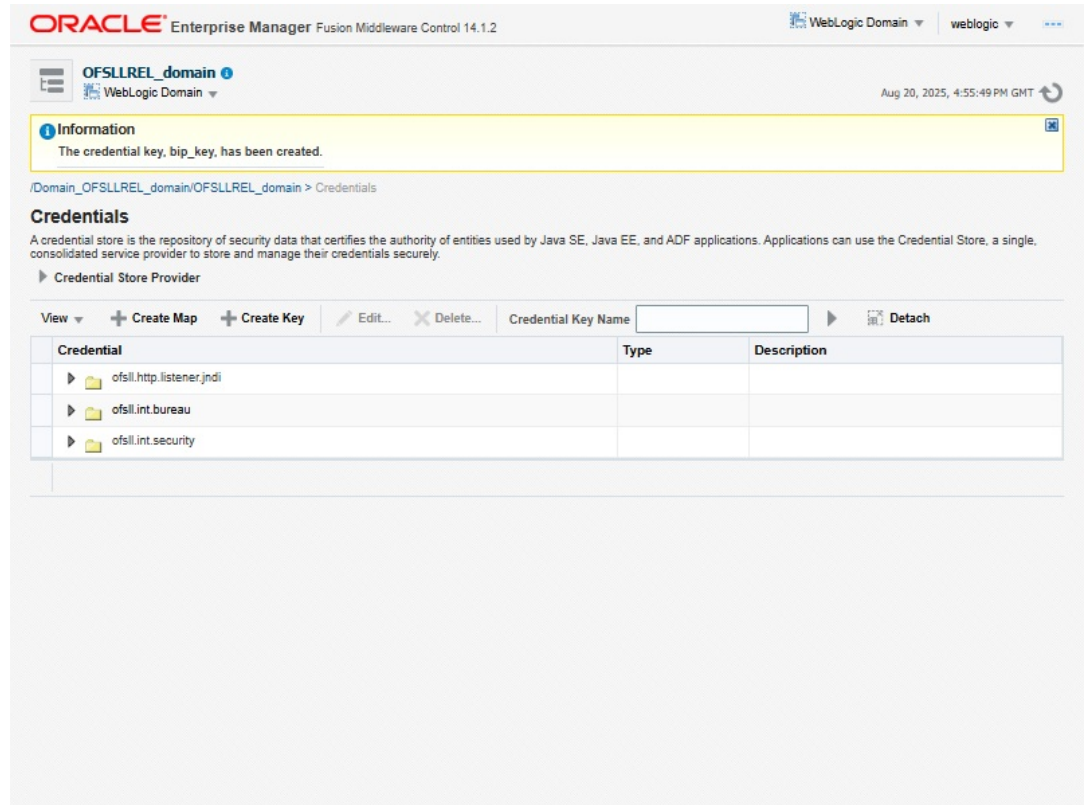 ORACLE® Enterprise Manager Fusion Middleware Control 14.1.2
WebLogic Domain weblogic
OFSLLREL_domain
WebLogic Domain
Aug 20, 2025, 4:55:49 PM GMT
Information
The credential key, bip_key, has been created.
/Domain_OFSLLREL_domain/OFSLLREL_domain > Credentials
Credentials
A credential store is the repository of security data that certifies the authority of entities used by Java SE, Java EE, and ADF applications. Applications can use the Credential Store, a single,
consolidated service provider to store and manage their credentials securely.
Credential Store Provider
View Create Map Create Key Edit... Delete... Credential Key Name Detach
Credential Type Description
ofsll.http.listener.jndi
ofsll.int.bureau
ofsll.int.security